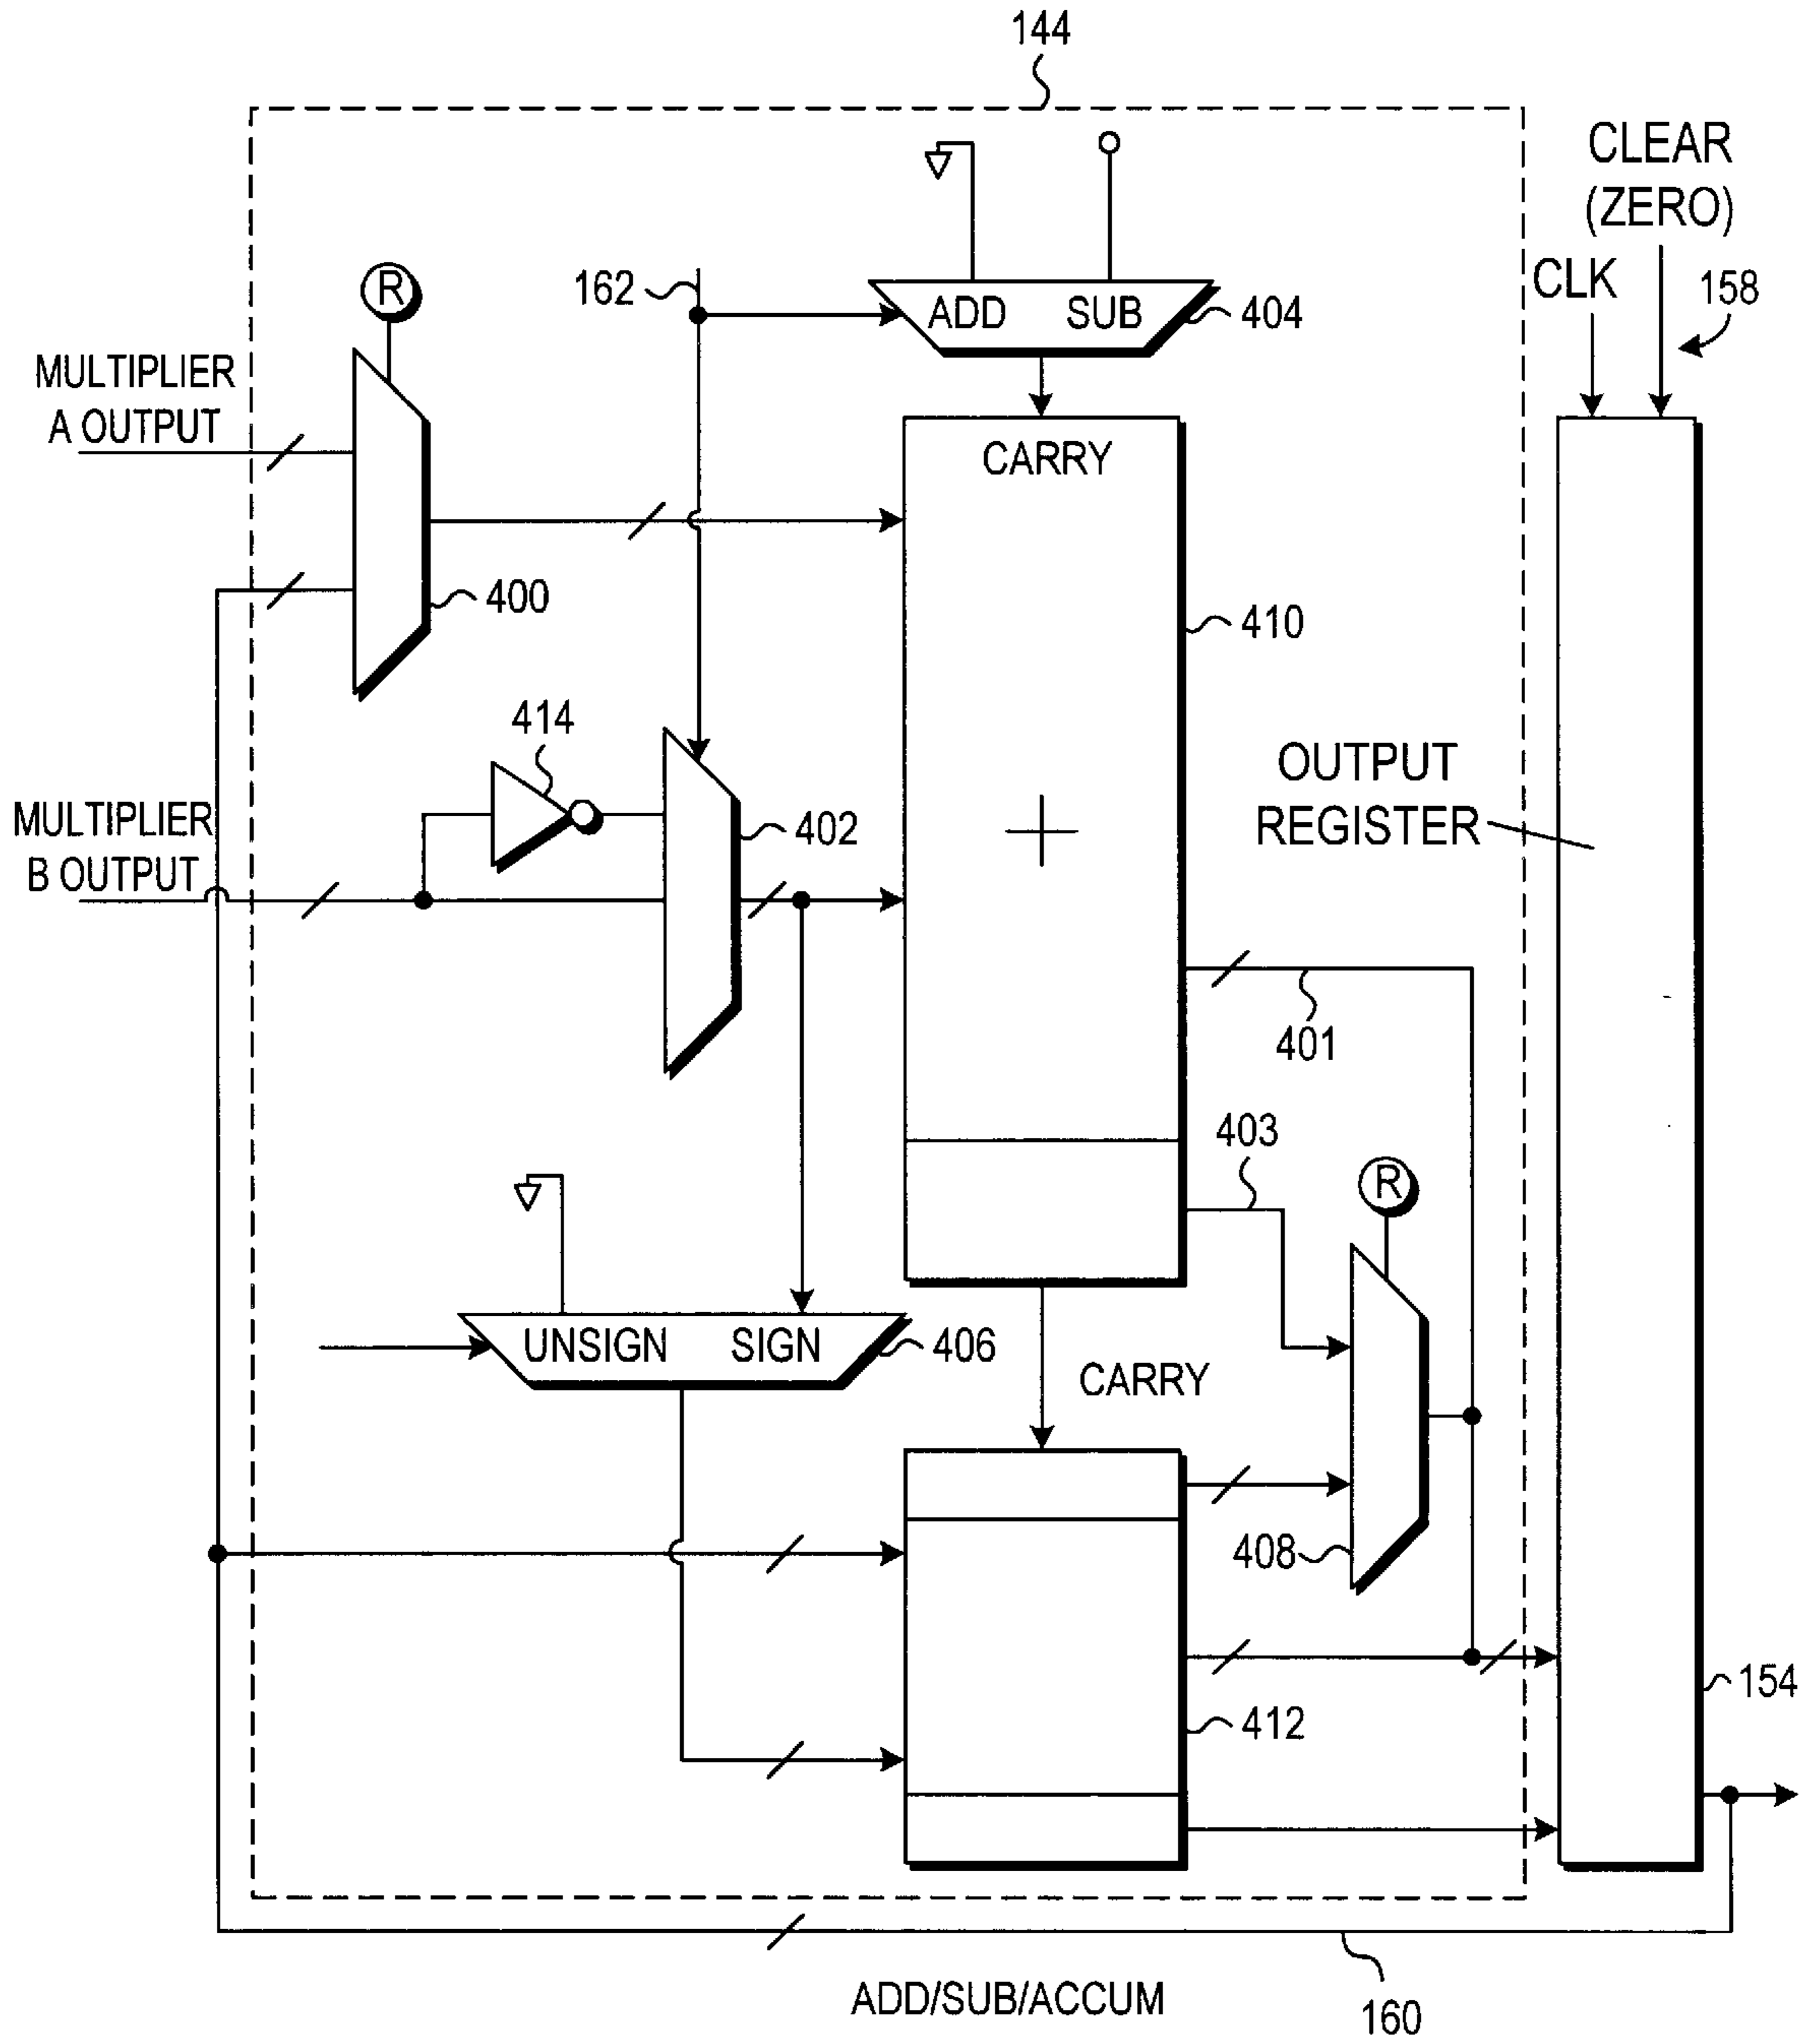 144
CLEAR
(ZERO)
CLK
158
162
ADD SUB
404
R
MULTIPLIER
A OUTPUT
CARRY
400
410
414
OUTPUT
REGISTER
MULTIPLIER
B OUTPUT
402
401
403
R
UNSIGN SIGN
406
CARRY
408
154
412
ADD/SUB/ACCUM
160